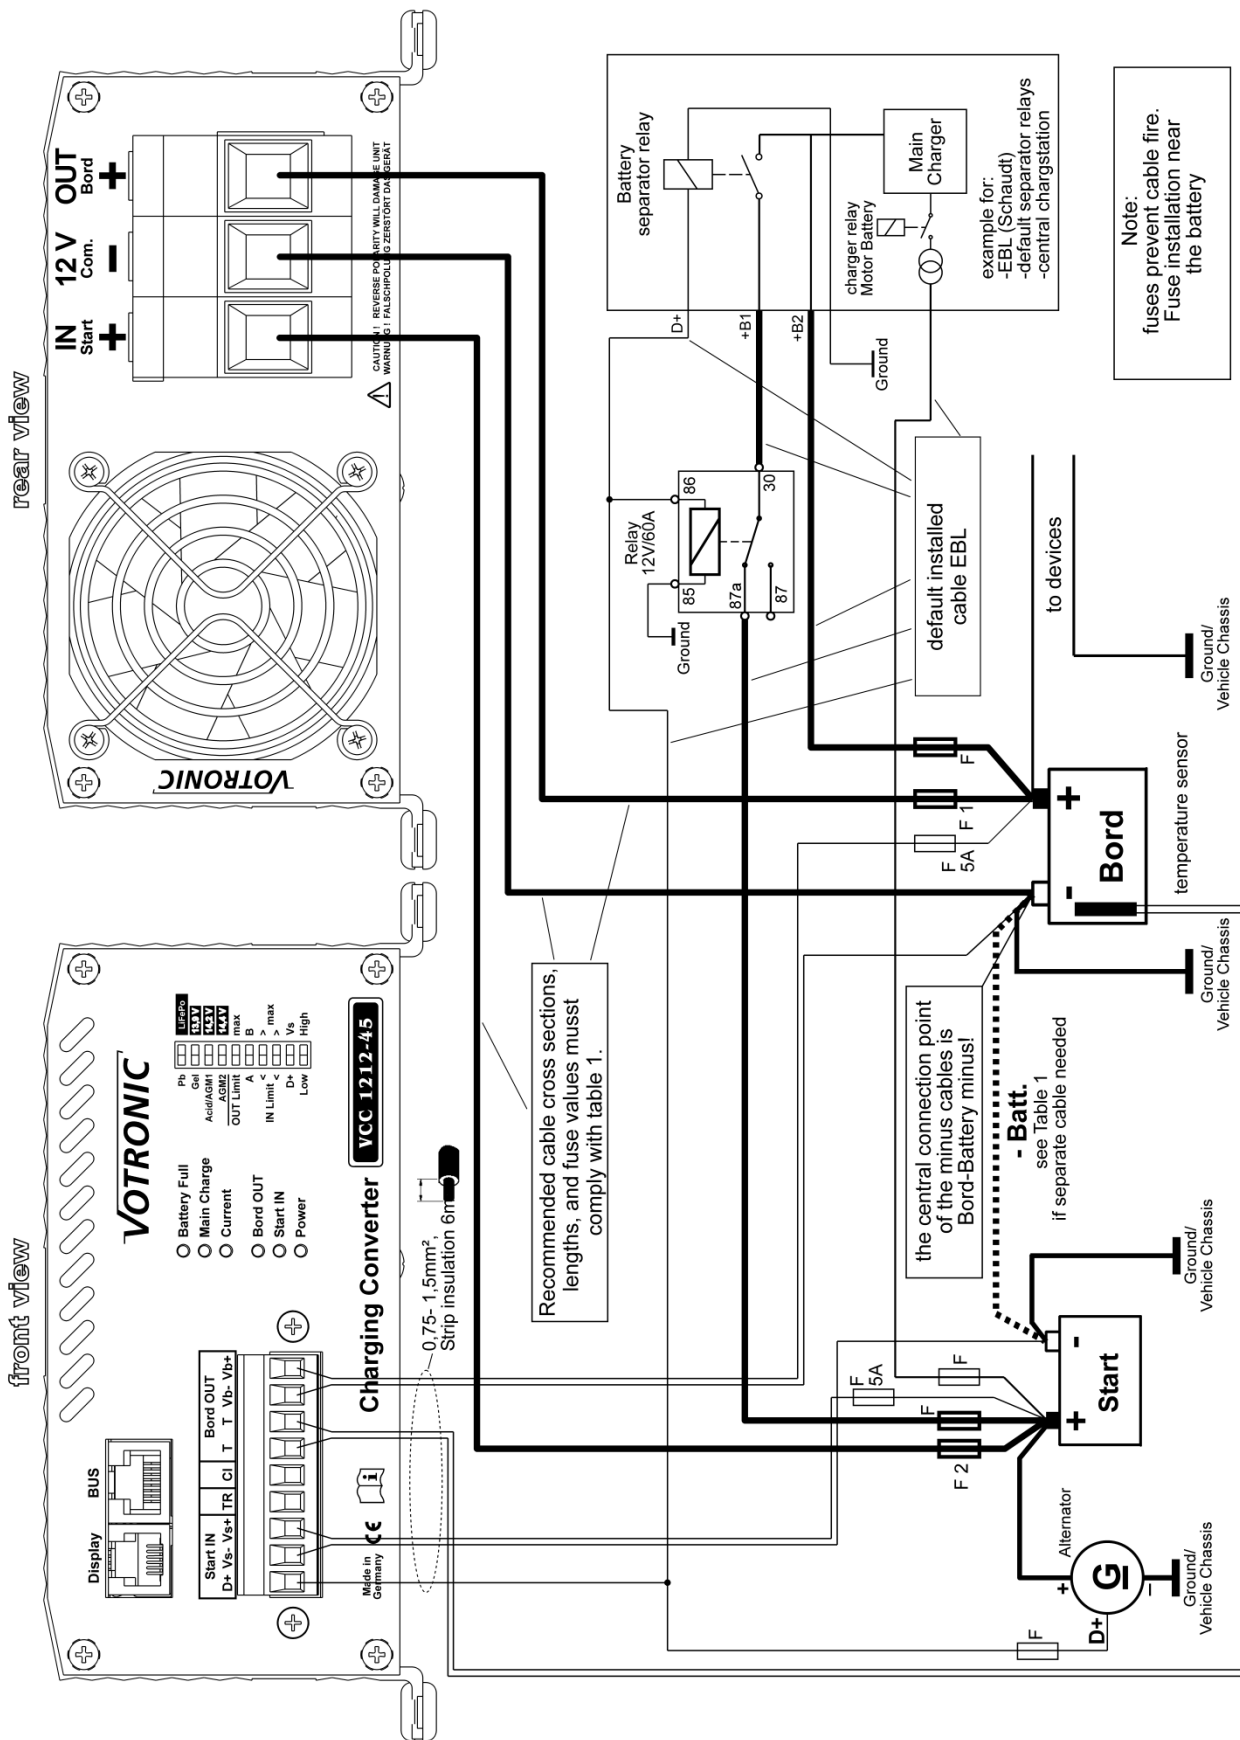 front view
rear view
Display
BUS
Start IN
Bord OUT
D+ Vs- Vs+ TR CI T T Vb- Vb+
Made in
Germany
CE
i
VOTRONIC
Battery Full
Main Charge
Current
Bord OUT
Start IN
Power
Pb LiFePo
Gel 13,9 V
Acid/AGM1 14,2 V
AGM2 14,4 V
OUT Limit max
A B
< >
IN Limit < > max
D+ Vs
Low High
Charging Converter
VCC 1212-45
0,75- 1,5mm²,
Strip insulation 6m
VOTRONIC
IN
Start
+
12 V
Com.
-
OUT
Bord
+
CAUTION ! REVERSE POLARITY WILL DAMAGE UNIT
WARNUNG ! FALSCHPOLUNG ZERSTÖRT DAS GERÄT
Recommended cable cross sections,
lengths, and fuse values musst
comply with table 1.
Ground
Relay
12V/60A
85
86
87a
30
87
Battery
separator relay
D+
+B1
+B2
Ground
charger relay
Motor Battery
Main
Charger
example for:
-EBL (Schaudt)
-default separator relays
-central chargstation
default installed
cable EBL
Note:
fuses prevent cable fire.
Fuse installation near
the battery
F
F 2
F
F
5A
F
F
5A
F 1
F
the central connection point
of the minus cables is
Bord-Battery minus!
- Batt.
see Table 1
if separate cable needed
Alternator
+
G
-
D+
Ground/
Vehicle Chassis
+
-
Start
Ground/
Vehicle Chassis
-
+
Bord
temperature sensor
Ground/
Vehicle Chassis
to devices
Ground/
Vehicle Chassis